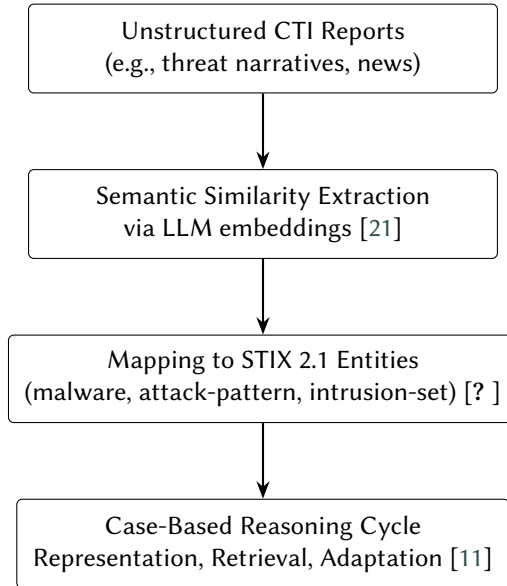 Unstructured CTI Reports
(e.g., threat narratives, news)
Semantic Similarity Extraction
via LLM embeddings [21]
Mapping to STIX 2.1 Entities
(malware, attack-pattern, intrusion-set) [? ]
Case-Based Reasoning Cycle
Representation, Retrieval, Adaptation [11]